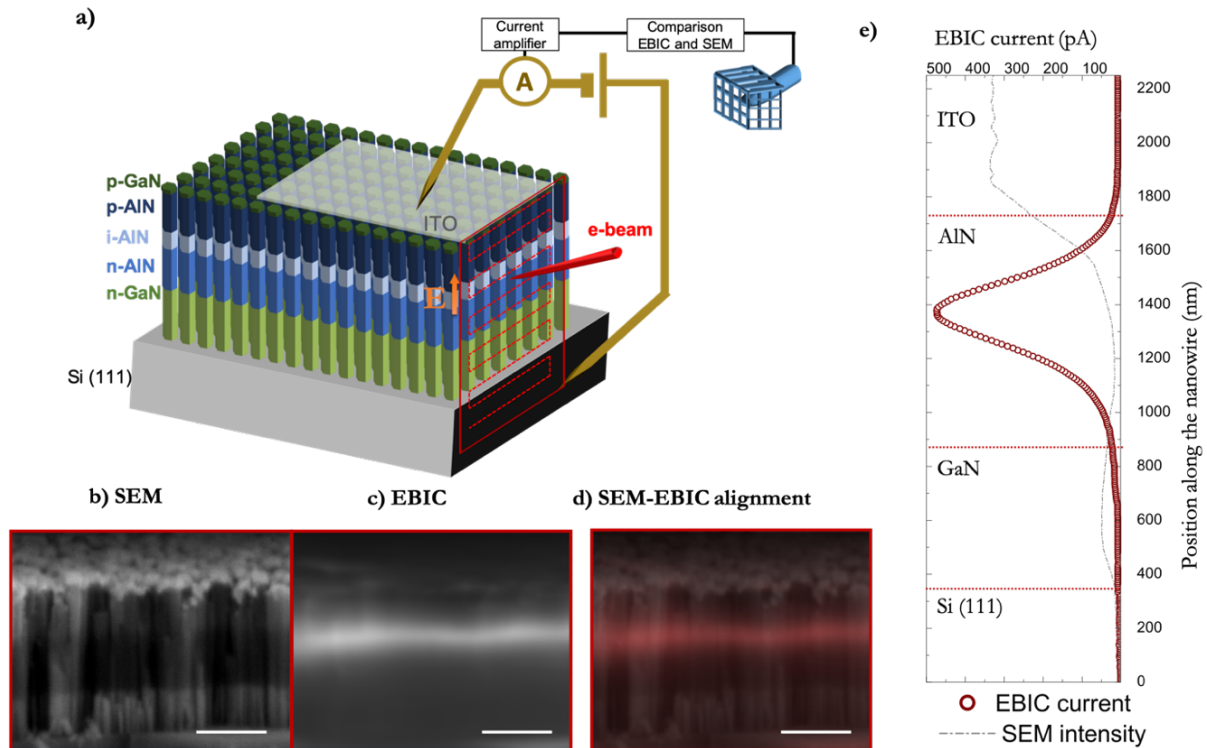 a)
Current
amplifier
Comparison
EBIC and SEM
A
p-GaN
p-AlN
i-AlN
n-AlN
n-GaN
ITO
e-beam
E
Si (111)
b) SEM
c) EBIC
d) SEM-EBIC alignment
e)
EBIC current (pA)
500 400 300 200 100
ITO
AlN
GaN
Si (111)
2200
2000
1800
1600
1400
1200
1000
800
600
400
200
0
Position along the nanowire (nm)
EBIC current
SEM intensity